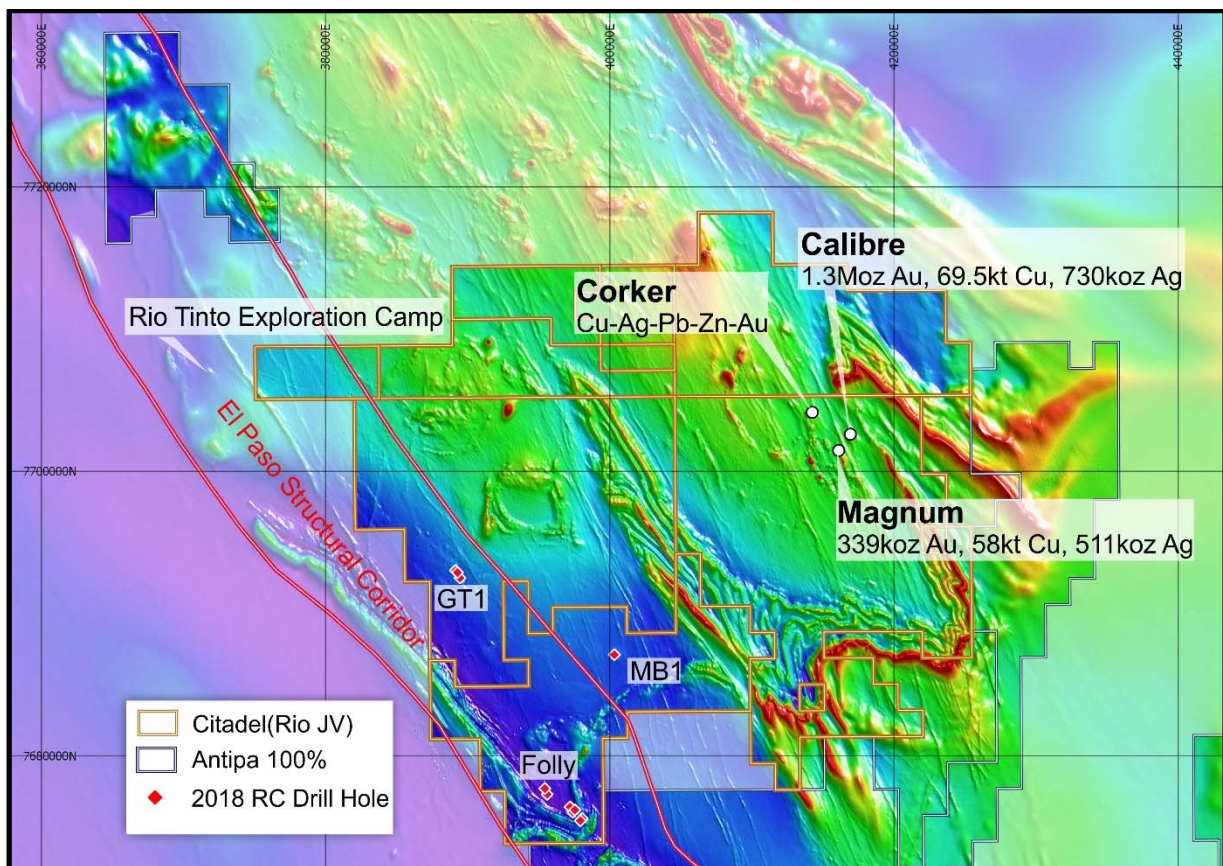 360000E
380000E
400000E
420000E
440000E
7720000N
Calibre
1.3Moz Au, 69.5kt Cu, 730koz Ag
Corker
Cu-Ag-Pb-Zn-Au
Rio Tinto Exploration Camp
El Paso Structural Corridor
7700000N
Magnum
339koz Au, 58kt Cu, 511koz Ag
GT1
MB1
7680000N
Folly
Citadel(Rio JV)
Antipa 100%
2018 RC Drill Hole